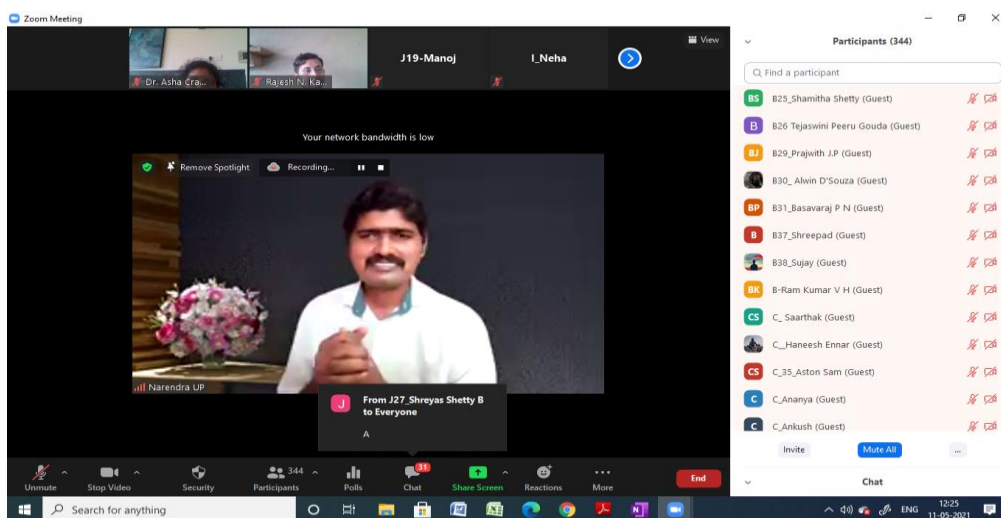 Zoom Meeting
Dr. Asha Cra...
Rajesh N. Ka...
J19-Manoj
I_Neha
View
Your network bandwidth is low
Remove Spotlight
Recording...
Narendra UP
J
From J27_Shreyas Shetty B
to Everyone
A
Participants (344)
Find a participant
BS B25_Shamitha Shetty (Guest)
B B26 Tejaswini Peeru Gouda (Guest)
BJ B29_Prajwith J.P (Guest)
B30_ Alwin D'Souza (Guest)
BP B31_Basavaraj P N (Guest)
B B37_Shreepad (Guest)
B38_Sujay (Guest)
BK B-Ram Kumar V H (Guest)
CS C_ Saarthak (Guest)
C__Haneesh Ennar (Guest)
CS C_35_Aston Sam (Guest)
C C_Ananya (Guest)
C C_Ankush (Guest)
Invite Mute All ...
Chat
Unmute Stop Video Security Participants 344 Polls Chat 31 Share Screen Reactions More End
Search for anything
ENG
12:25
11-05-2021